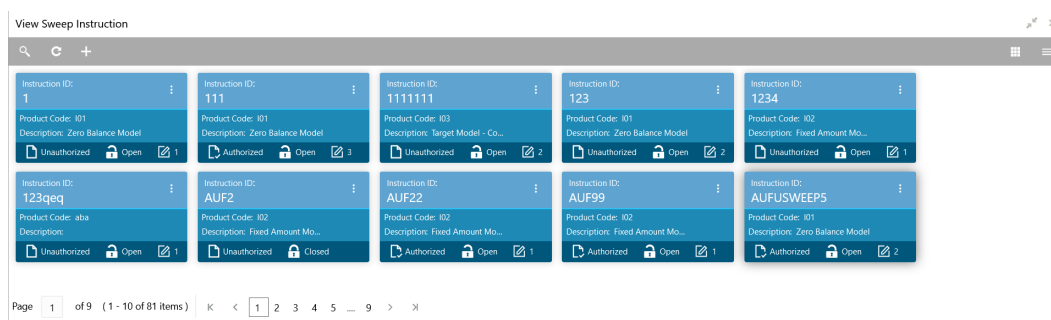 View Sweep Instruction
Instruction ID: Instruction ID: Instruction ID: Instruction ID: Instruction ID:
1 111 1111111 123 1234
Product Code: I01 Product Code: I01 Product Code: I03 Product Code: I01 Product Code: I02
Description: Zero Balance Model Description: Zero Balance Model Description: Target Model - Co... Description: Zero Balance Model Description: Fixed Amount Mo...
Unauthorized Open 1 Authorized Open 3 Unauthorized Open 2 Unauthorized Open 2 Unauthorized Open 1
Instruction ID: Instruction ID: Instruction ID: Instruction ID: Instruction ID:
123qeq AUF2 AUF22 AUF99 AUFUSWEEP5
Product Code: aba Product Code: I02 Product Code: I02 Product Code: I02 Product Code: I01
Description: Description: Fixed Amount Mo... Description: Fixed Amount Mo... Description: Fixed Amount Mo... Description: Zero Balance Model
Unauthorized Open 1 Unauthorized Closed Authorized Open 1 Authorized Open 1 Authorized Open 2
Page 1 of 9 (1 - 10 of 81 items) 1 2 3 4 5 ... 9